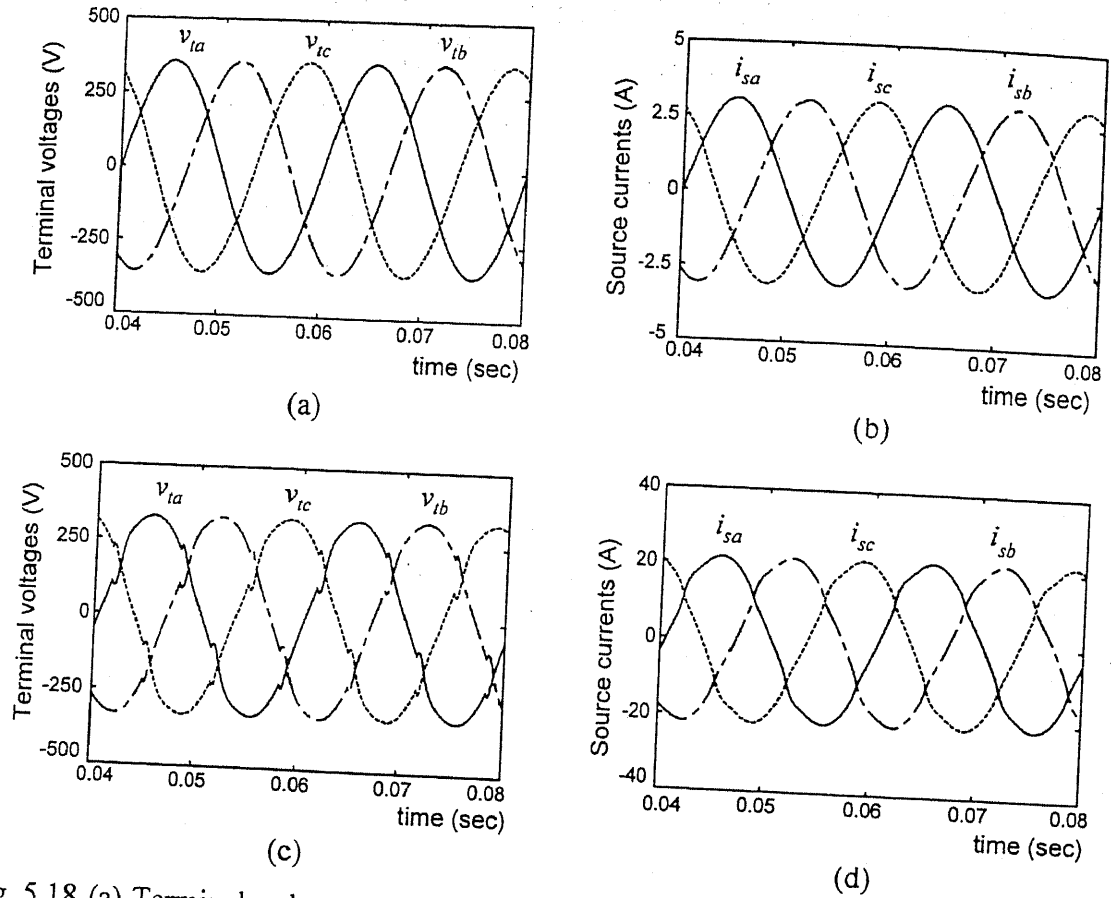 500
250
0
-250
-500
Terminal voltages (V)
v_ta
v_tc
v_tb
0.04
0.05
0.06
0.07
0.08
time (sec)
(a)
5
2.5
0
-2.5
-5
Source currents (A)
i_sa
i_sc
i_sb
0.04
0.05
0.06
0.07
0.08
time (sec)
(b)
500
250
0
-250
-500
Terminal voltages (V)
v_ta
v_tc
v_tb
0.04
0.05
0.06
0.07
0.08
time (sec)
(c)
40
20
0
-20
-40
Source currents (A)
i_sa
i_sc
i_sb
0.04
0.05
0.06
0.07
0.08
time (sec)
(d)
5.18 (a)